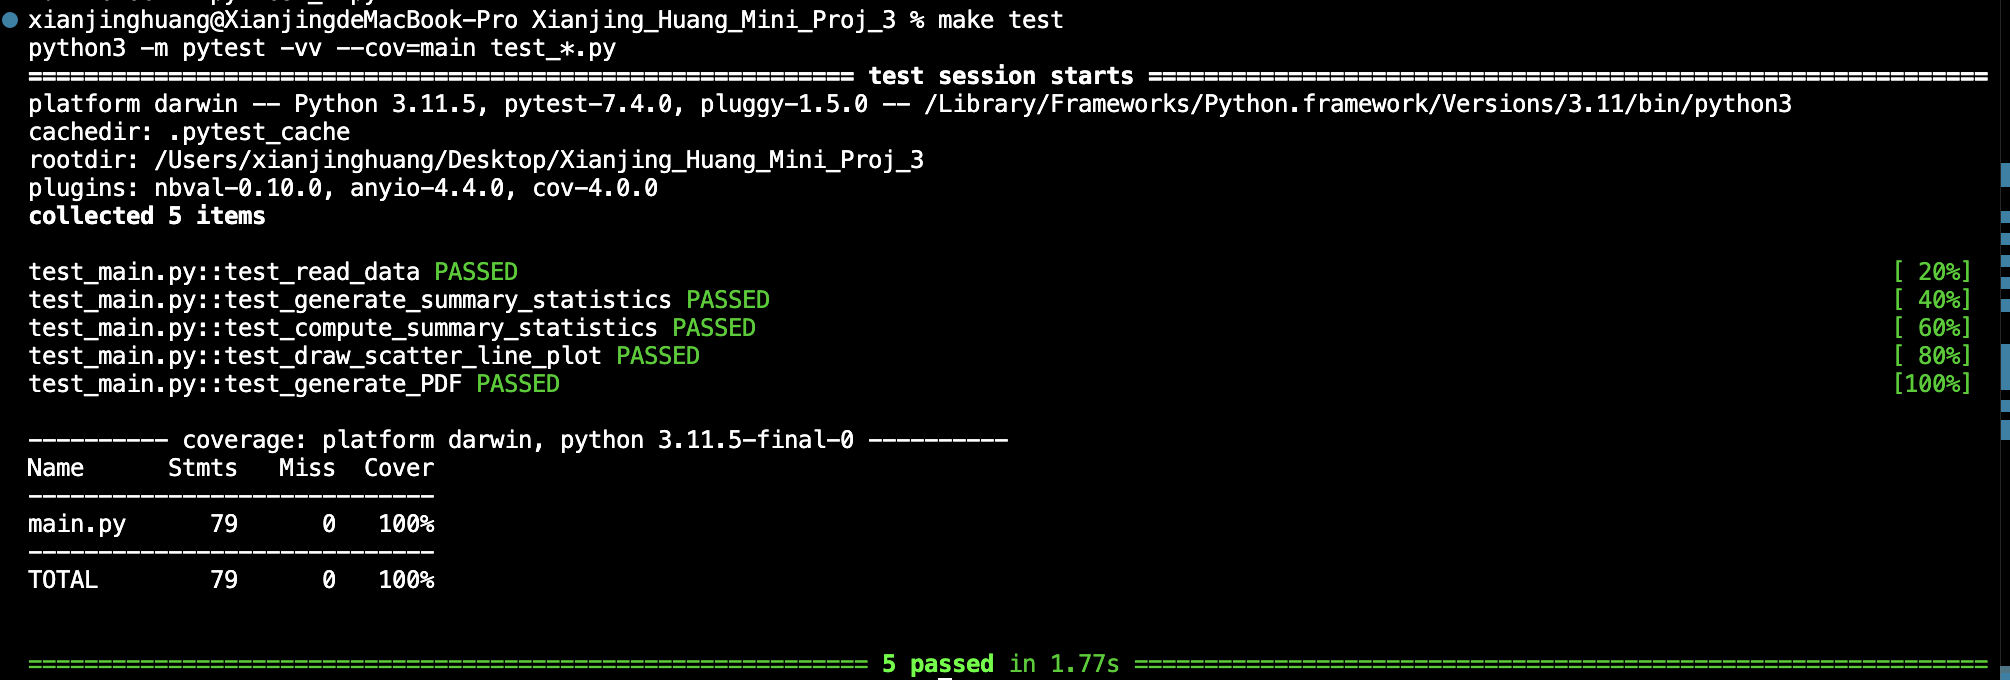 xianjinghuang@XianjingdeMacBook-Pro Xianjing_Huang_Mini_Proj_3 % make test
python3 -m pytest -vv --cov=main test_*.py
=========================================================== test session starts ============================================================
platform darwin -- Python 3.11.5, pytest-7.4.0, pluggy-1.5.0 -- /Library/Frameworks/Python.framework/Versions/3.11/bin/python3
cachedir: .pytest_cache
rootdir: /Users/xianjinghuang/Desktop/Xianjing_Huang_Mini_Proj_3
plugins: nbval-0.10.0, anyio-4.4.0, cov-4.0.0
collected 5 items
test_main.py::test_read_data PASSED [ 20%]
test_main.py::test_generate_summary_statistics PASSED [ 40%]
test_main.py::test_compute_summary_statistics PASSED [ 60%]
test_main.py::test_draw_scatter_line_plot PASSED [ 80%]
test_main.py::test_generate_PDF PASSED [100%]
---------- coverage: platform darwin, python 3.11.5-final-0 ----------
Name      Stmts   Miss  Cover
-----------------------------
main.py      79      0   100%
-----------------------------
TOTAL        79      0   100%
============================================================ 5 passed in 1.77s =============================================================